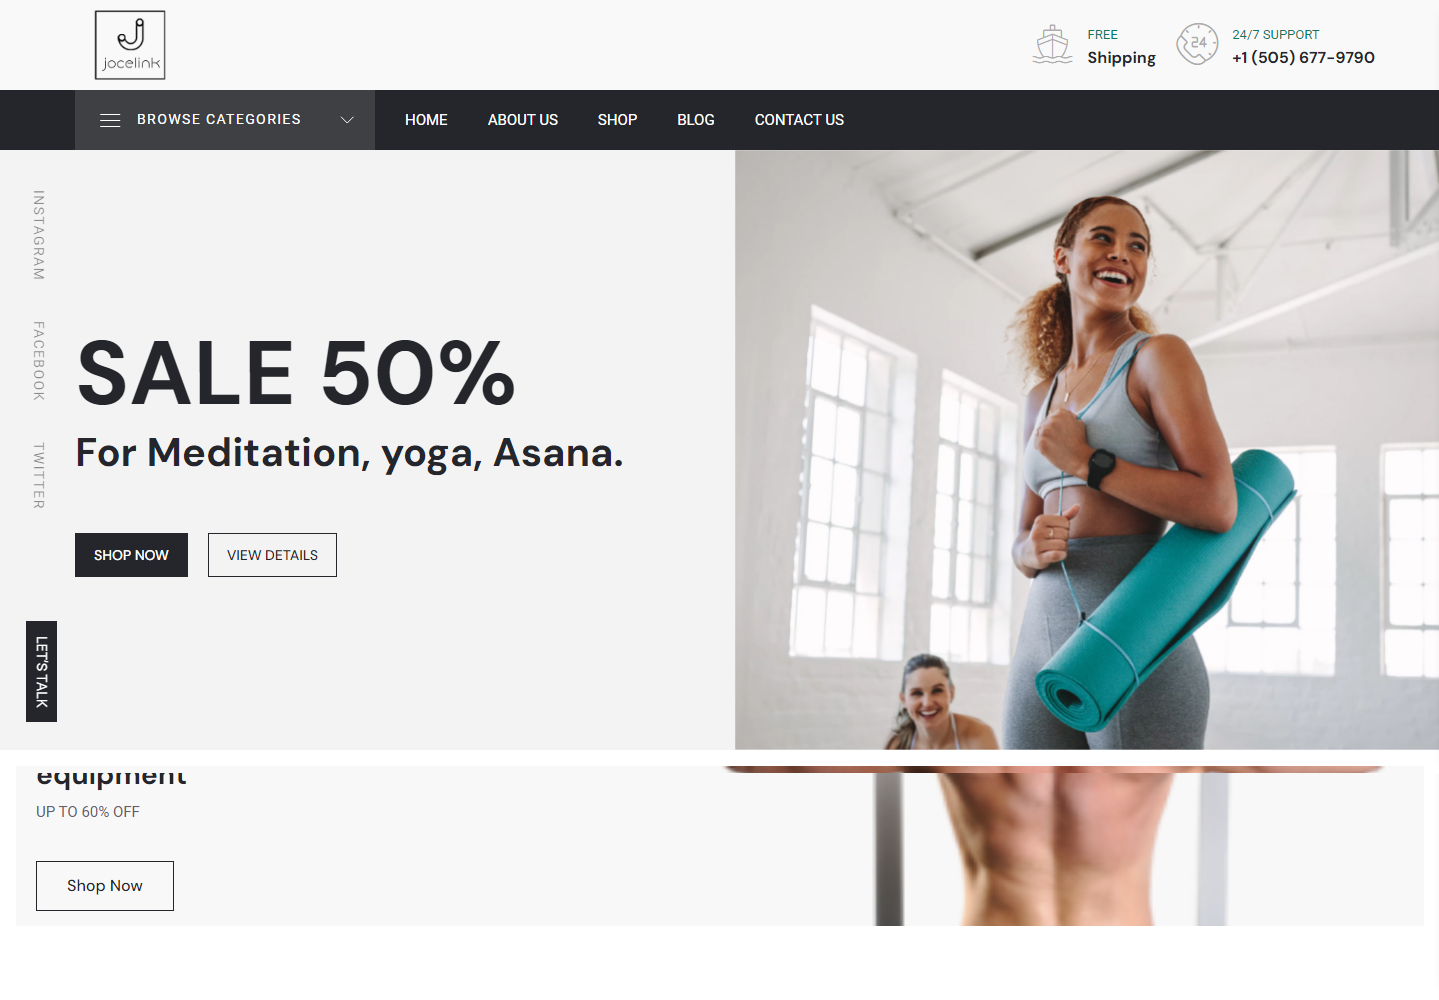 jocelink
FREE
Shipping
24
24/7 SUPPORT
+1 (505) 677-9790
BROWSE CATEGORIES
HOME
ABOUT US
SHOP
BLOG
CONTACT US
INSTAGRAM
FACEBOOK
TWITTER
LET'S TALK
SALE 50%
For Meditation, yoga, Asana.
SHOP NOW
VIEW DETAILS
equipment
UP TO 60% OFF
Shop Now